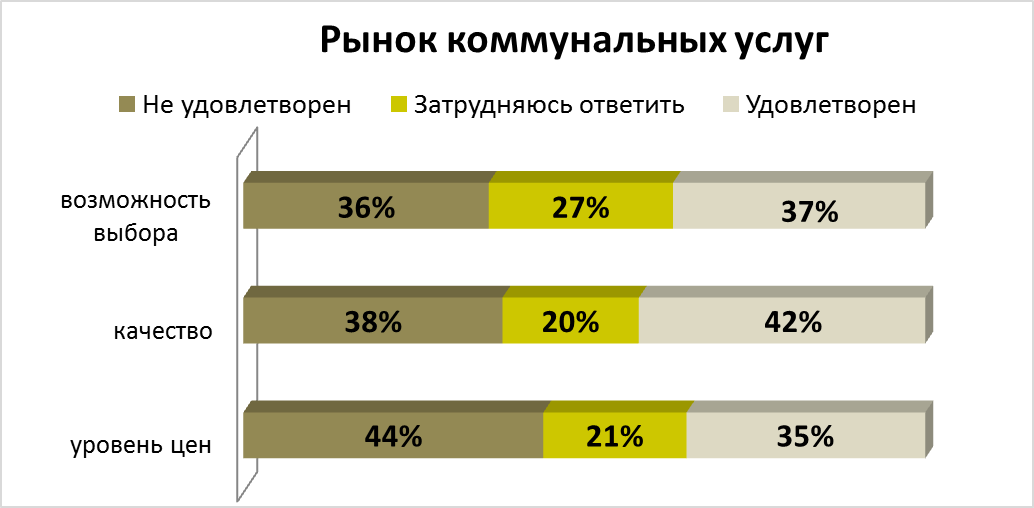 Рынок коммунальных услуг
Не удовлетворен Затрудняюсь ответить Удовлетворен
возможность
выбора
36% 27% 37%
качество
38% 20% 42%
уровень цен
44% 21% 35%